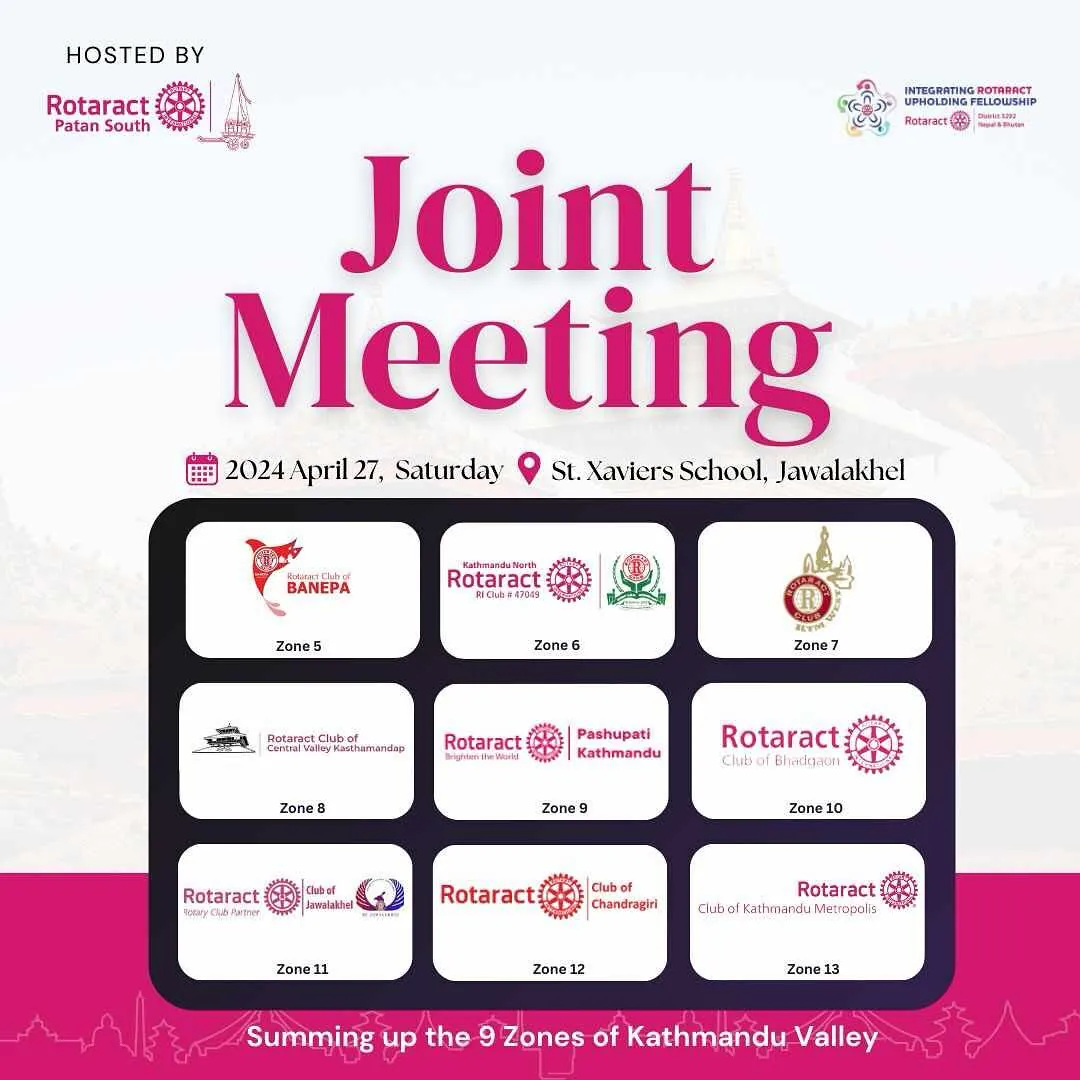 HOSTED BY
Rotaract
Patan South
INTEGRATING ROTARACT
UPHOLDING FELLOWSHIP
Rotaract
District 3292
Nepal & Bhutan
Joint
Meeting
2024 April 27, Saturday
St. Xaviers School, Jawalakhel
Rotaract Club of
BANEPA
Zone 5
Kathmandu North
Rotaract
RI Club # 47049
Zone 6
ROTARACT
R
CLUB
Zone 7
Rotaract Club of
Central Valley Kasthamandap
Zone 8
Rotaract
Brighten the World
Pashupati
Kathmandu
Zone 9
Rotaract
Club of Bhadgaon
Zone 10
Rotaract
Rotary Club Partner
Club of
Jawalakhel
Zone 11
Rotaract
Club of
Chandragiri
Zone 12
Rotaract
Club of Kathmandu Metropolis
Zone 13
Summing up the 9 Zones of Kathmandu Valley